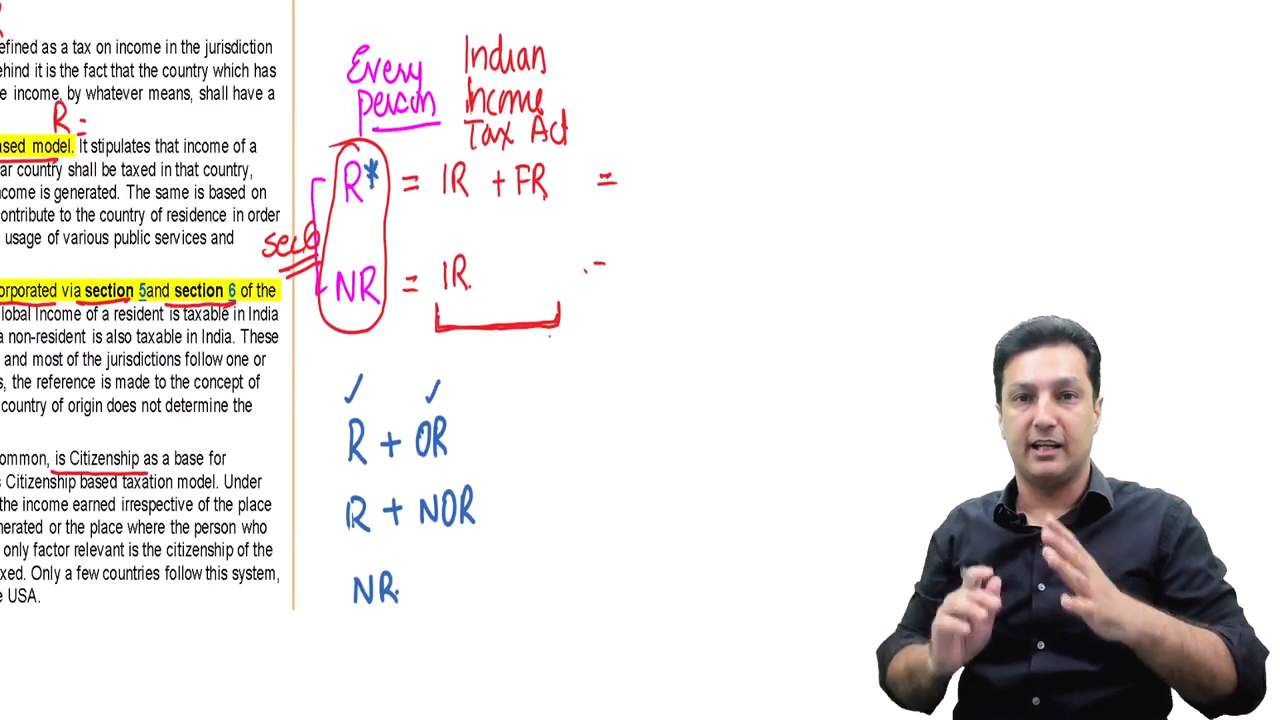 efined as a tax on income in the jurisdiction
ehind it is the fact that the country which has
e income, by whatever means, shall have a
R =
ased model. It stipulates that income of a
ar country shall be taxed in that country,
ncome is generated. The same is based on
ontribute to the country of residence in order
usage of various public services and
orporated via section 5and section 6 of the
lobal Income of a resident is taxable in India
a non-resident is also taxable in India. These
and most of the jurisdictions follow one or
s, the reference is made to the concept of
country of origin does not determine the
ommon, is Citizenship as a base for
s Citizenship based taxation model. Under
the income earned irrespective of the place
nerated or the place where the person who
only factor relevant is the citizenship of the
xed. Only a few countries follow this system,
e USA.
Every
person
Indian
Income
Tax Act
R* = IR + FR =
sec 6
NR = IR
R + OR
R + NOR
NR